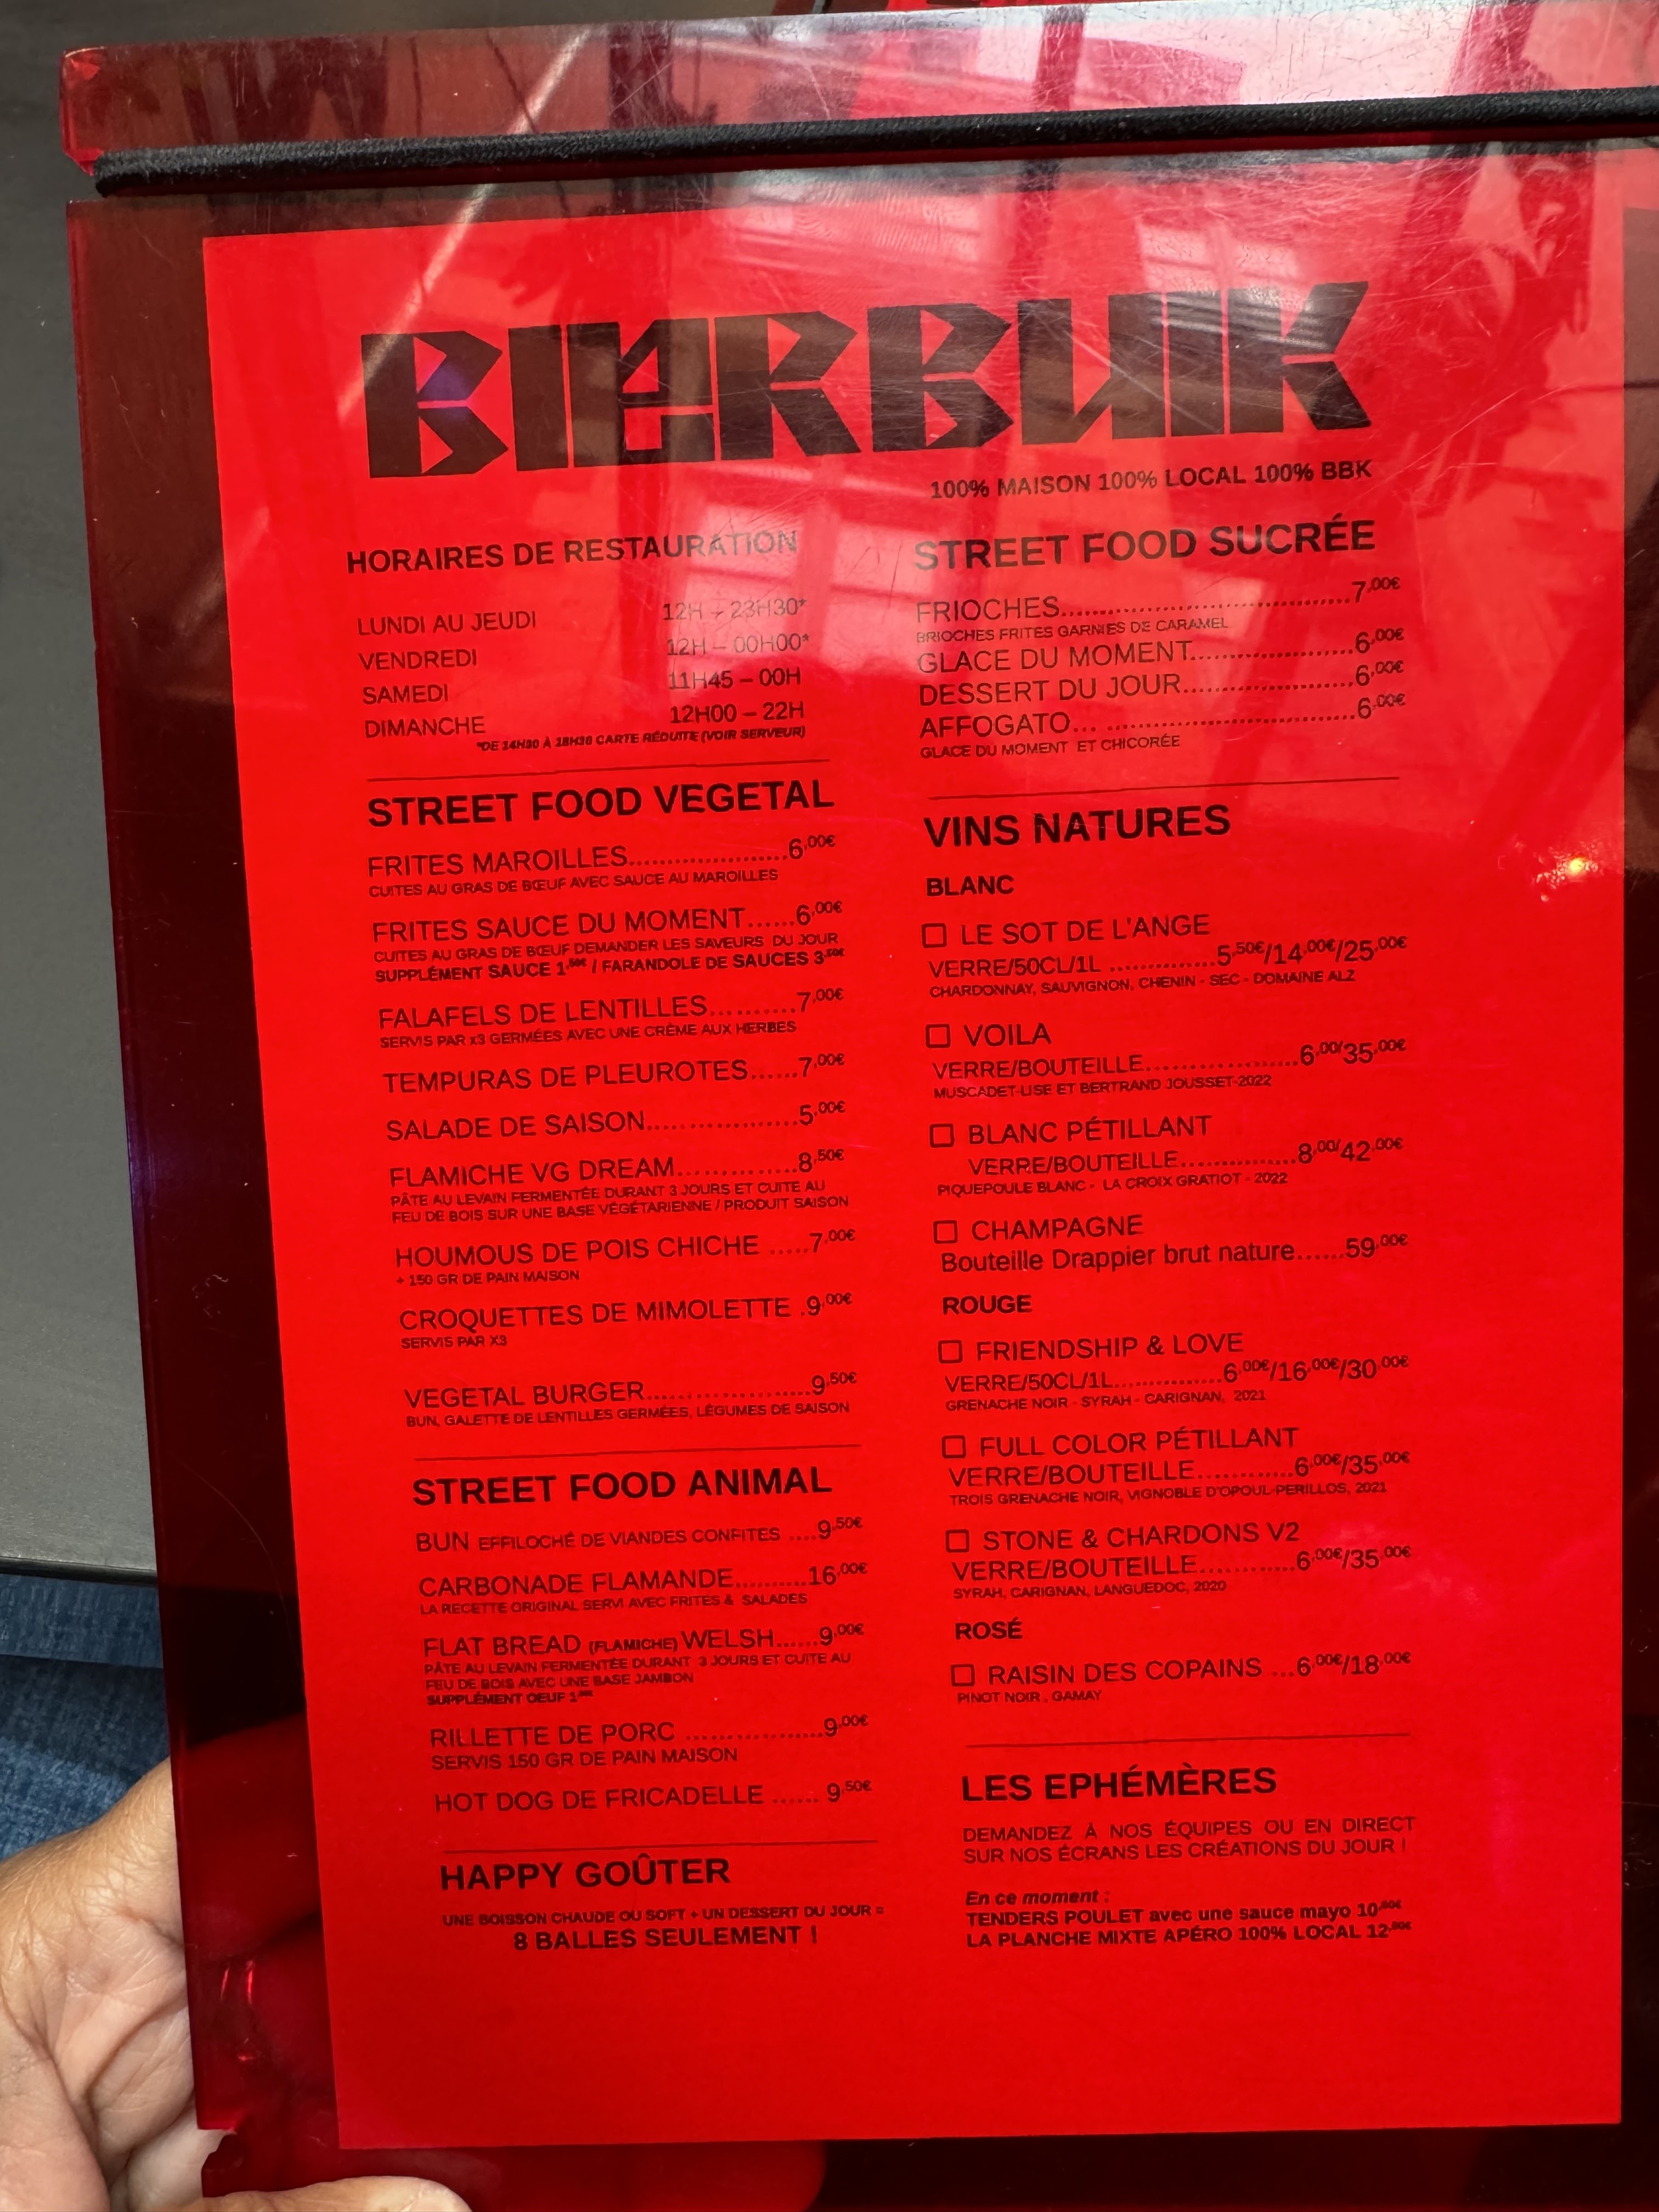 BIERBUIK
100% MAISON 100% LOCAL 100% BBK
HORAIRES DE RESTAURATION
LUNDI AU JEUDI 12H – 23H30*
VENDREDI 12H – 00H00*
SAMEDI 11H45 – 00H
DIMANCHE 12H00 – 22H
*DE 14H30 À 18H30 CARTE RÉDUITE (VOIR SERVEUR)
STREET FOOD VEGETAL
FRITES MAROILLES......................6,00€
CUITES AU GRAS DE BŒUF AVEC SAUCE AU MAROILLES
FRITES SAUCE DU MOMENT......6,00€
CUITES AU GRAS DE BŒUF DEMANDER LES SAVEURS DU JOUR
SUPPLÉMENT SAUCE 1,50€ / FARANDOLE DE SAUCES 3,50€
FALAFELS DE LENTILLES..........7,00€
SERVIS PAR x3 GERMÉES AVEC UNE CRÈME AUX HERBES
TEMPURAS DE PLEUROTES......7,00€
SALADE DE SAISON..................5,00€
FLAMICHE VG DREAM..............8,50€
PÂTE AU LEVAIN FERMENTÉE DURANT 3 JOURS ET CUITE AU
FEU DE BOIS SUR UNE BASE VÉGÉTARIENNE / PRODUIT SAISON
HOUMOUS DE POIS CHICHE .....7,00€
+ 150 GR DE PAIN MAISON
CROQUETTES DE MIMOLETTE .9,00€
SERVIS PAR X3
VEGETAL BURGER....................9,50€
BUN, GALETTE DE LENTILLES GERMÉES, LÉGUMES DE SAISON
STREET FOOD ANIMAL
BUN EFFILOCHÉ DE VIANDES CONFITES ....9,50€
CARBONADE FLAMANDE..........16,00€
LA RECETTE ORIGINAL SERVI AVEC FRITES & SALADES
FLAT BREAD (FLAMICHE) WELSH......9,00€
PÂTE AU LEVAIN FERMENTÉE DURANT 3 JOURS ET CUITE AU
FEU DE BOIS AVEC UNE BASE JAMBON
SUPPLÉMENT OEUF 1
RILLETTE DE PORC ..................9,00€
SERVIS 150 GR DE PAIN MAISON
HOT DOG DE FRICADELLE ...... 9,50€
HAPPY GOÛTER
UNE BOISSON CHAUDE OU SOFT + UN DESSERT DU JOUR =
8 BALLES SEULEMENT !
STREET FOOD SUCRÉE
FRIOCHES......................................7,00€
BRIOCHES FRITES GARNIES DE CARAMEL
GLACE DU MOMENT......................6,00€
DESSERT DU JOUR.......................6,00€
AFFOGATO... .................................6,00€
GLACE DU MOMENT ET CHICORÉE
VINS NATURES
BLANC
☐ LE SOT DE L'ANGE
VERRE/50CL/1L ..............5,50€/14,00€/25,00€
CHARDONNAY, SAUVIGNON, CHENIN - SEC - DOMAINE ALZ
☐ VOILA
VERRE/BOUTEILLE....................6,00/35,00€
MUSCADET-LISE ET BERTRAND JOUSSET-2022
☐ BLANC PÉTILLANT
VERRE/BOUTEILLE...............8,00/42,00€
PIQUEPOULE BLANC - LA CROIX GRATIOT - 2022
☐ CHAMPAGNE
Bouteille Drappier brut nature......59,00€
ROUGE
☐ FRIENDSHIP & LOVE
VERRE/50CL/1L..............6,00€/16,00€/30,00€
GRENACHE NOIR - SYRAH - CARIGNAN, 2021
☐ FULL COLOR PÉTILLANT
VERRE/BOUTEILLE............6,00€/35,00€
TROIS GRENACHE NOIR, VIGNOBLE D'OPOUL-PERILLOS, 2021
☐ STONE & CHARDONS V2
VERRE/BOUTEILLE............6,00€/35,00€
SYRAH, CARIGNAN, LANGUEDOC, 2020
ROSÉ
☐ RAISIN DES COPAINS ...6,00€/18,00€
PINOT NOIR , GAMAY
LES EPHÉMÈRES
DEMANDEZ À NOS ÉQUIPES OU EN DIRECT
SUR NOS ÉCRANS LES CRÉATIONS DU JOUR !
En ce moment :
TENDERS POULET avec une sauce mayo 10
LA PLANCHE MIXTE APÉRO 100% LOCAL 12